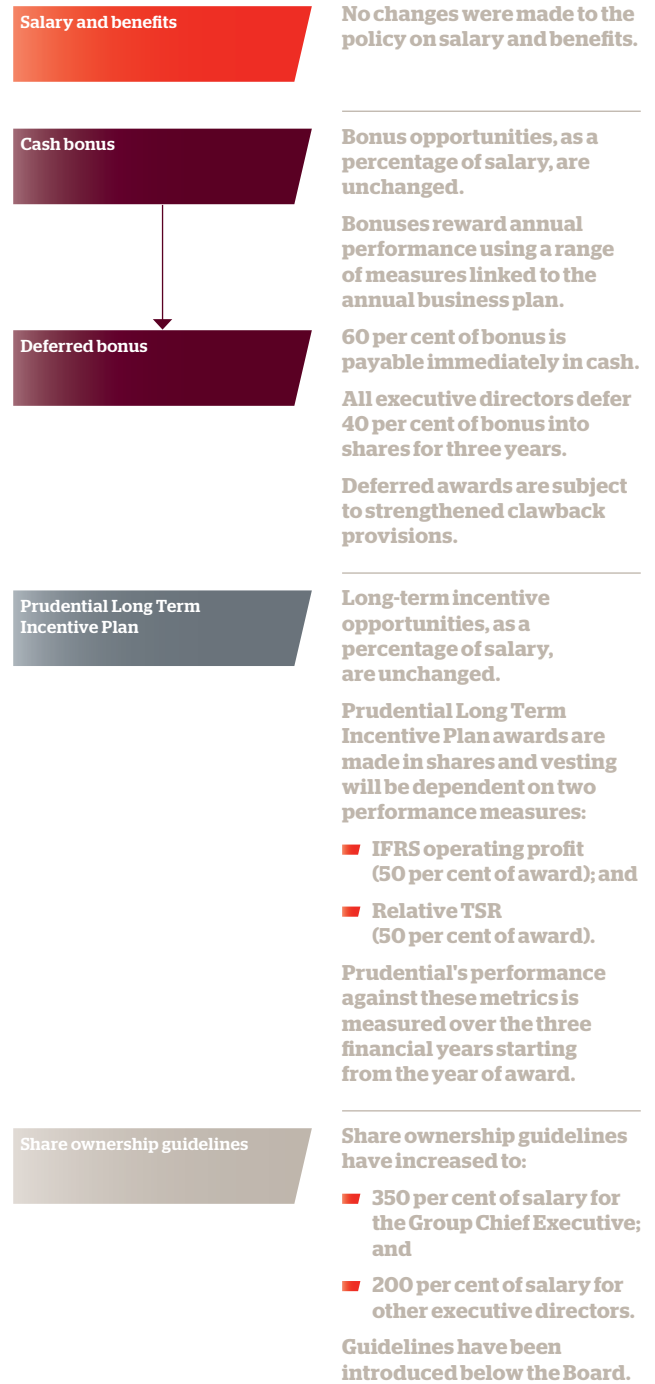 Salary and benefits
No changes were made to the
policy on salary and benefits.
Cash bonus
Bonus opportunities, as a
percentage of salary, are
unchanged.
Bonuses reward annual
performance using a range
of measures linked to the
annual business plan.
Deferred bonus
60 per cent of bonus is
payable immediately in cash.
All executive directors defer
40 per cent of bonus into
shares for three years.
Deferred awards are subject
to strengthened clawback
provisions.
Prudential Long Term
Incentive Plan
Long-term incentive
opportunities, as a
percentage of salary,
are unchanged.
Prudential Long Term
Incentive Plan awards are
made in shares and vesting
will be dependent on two
performance measures:
IFRS operating profit
(50 per cent of award); and
Relative TSR
(50 per cent of award).
Prudential's performance
against these metrics is
measured over the three
financial years starting
from the year of award.
Share ownership guidelines
Share ownership guidelines
have increased to:
350 per cent of salary for
the Group Chief Executive;
and
200 per cent of salary for
other executive directors.
Guidelines have been
introduced below the Board.